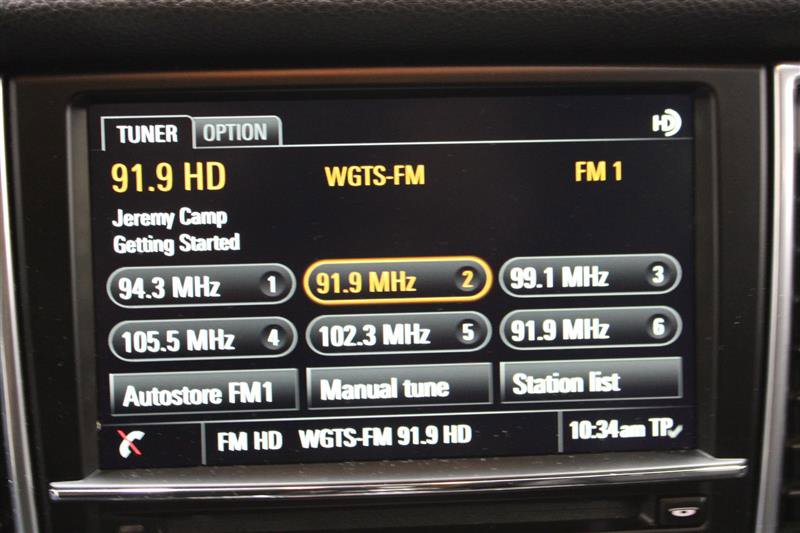 TUNER OPTION HD
91.9 HD WGTS-FM FM 1
Jeremy Camp
Getting Started
94.3 MHz 1 91.9 MHz 2 99.1 MHz 3
105.5 MHz 4 102.3 MHz 5 91.9 MHz 6
Autostore FM1 Manual tune Station list
FM HD WGTS-FM 91.9 HD 10:34am TP